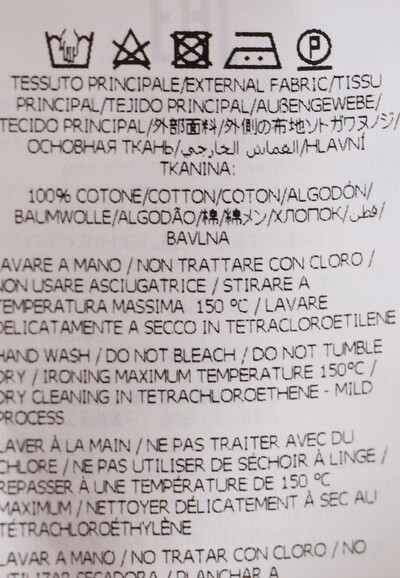 P
TESSUTO PRINCIPALE/EXTERNAL FABRIC/TISSU
PRINCIPAL/TEJIDO PRINCIPAL/AUßENGEWEBE/
TECIDO PRINCIPAL/外部面料/外側の布地ソトガワヌノジ/
ОСНОВНАЯ ТКАНЬ/القماش الخارجي/HLAVNÍ
TKANINA:
100% COTONE/COTTON/COTON/ALGODÓN/
BAUMWOLLE/ALGODÃO/棉/綿メン/ХЛОПОК/قطن/
BAVLNA
LAVARE A MANO / NON TRATTARE CON CLORO /
NON USARE ASCIUGATRICE / STIRARE A
TEMPERATURA MASSIMA 150 ºC / LAVARE
DELICATAMENTE A SECCO IN TETRACLOROETILENE
HAND WASH / DO NOT BLEACH / DO NOT TUMBLE
DRY / IRONING MAXIMUM TEMPERATURE 150ºC /
DRY CLEANING IN TETRACHLOROETHENE - MILD
PROCESS
LAVER À LA MAIN / NE PAS TRAITER AVEC DU
CHLORE / NE PAS UTILISER DE SÉCHOIR À LINGE /
REPASSER À UNE TEMPÉRATURE DE 150 ºC
MAXIMUM / NETTOYER DÉLICATEMENT À SEC AU
TÉTRACHLOROÉTHYLÈNE
LAVAR A MANO / NO TRATAR CON CLORO / NO
UTILIZAR SECADORA / PLANCHAR A